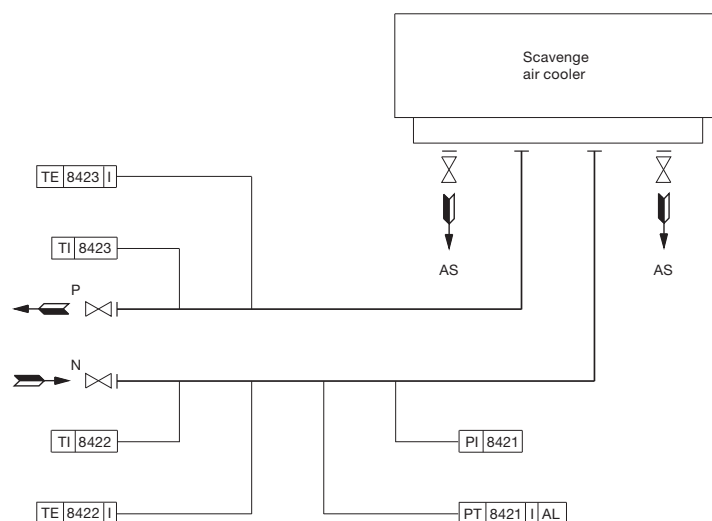 Scavenge
air cooler
TE 8423 I
TI 8423
AS
AS
P
N
TI 8422
PI 8421
TE 8422 I
PT 8421 I AL